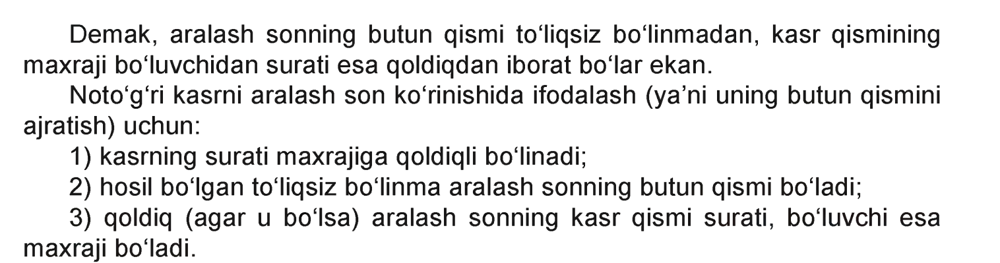 Demak, aralash sonning butun qismi to‘liqsiz bo‘linmadan, kasr qismining
maxraji bo‘luvchidan surati esa qoldiqdan iborat bo‘lar ekan.
Noto‘g‘ri kasrni aralash son ko‘rinishida ifodalash (ya’ni uning butun qismini
ajratish) uchun:
1) kasrning surati maxrajiga qoldiqli bo‘linadi;
2) hosil bo‘lgan to‘liqsiz bo‘linma aralash sonning butun qismi bo‘ladi;
3) qoldiq (agar u bo‘lsa) aralash sonning kasr qismi surati, bo‘luvchi esa
maxraji bo‘ladi.